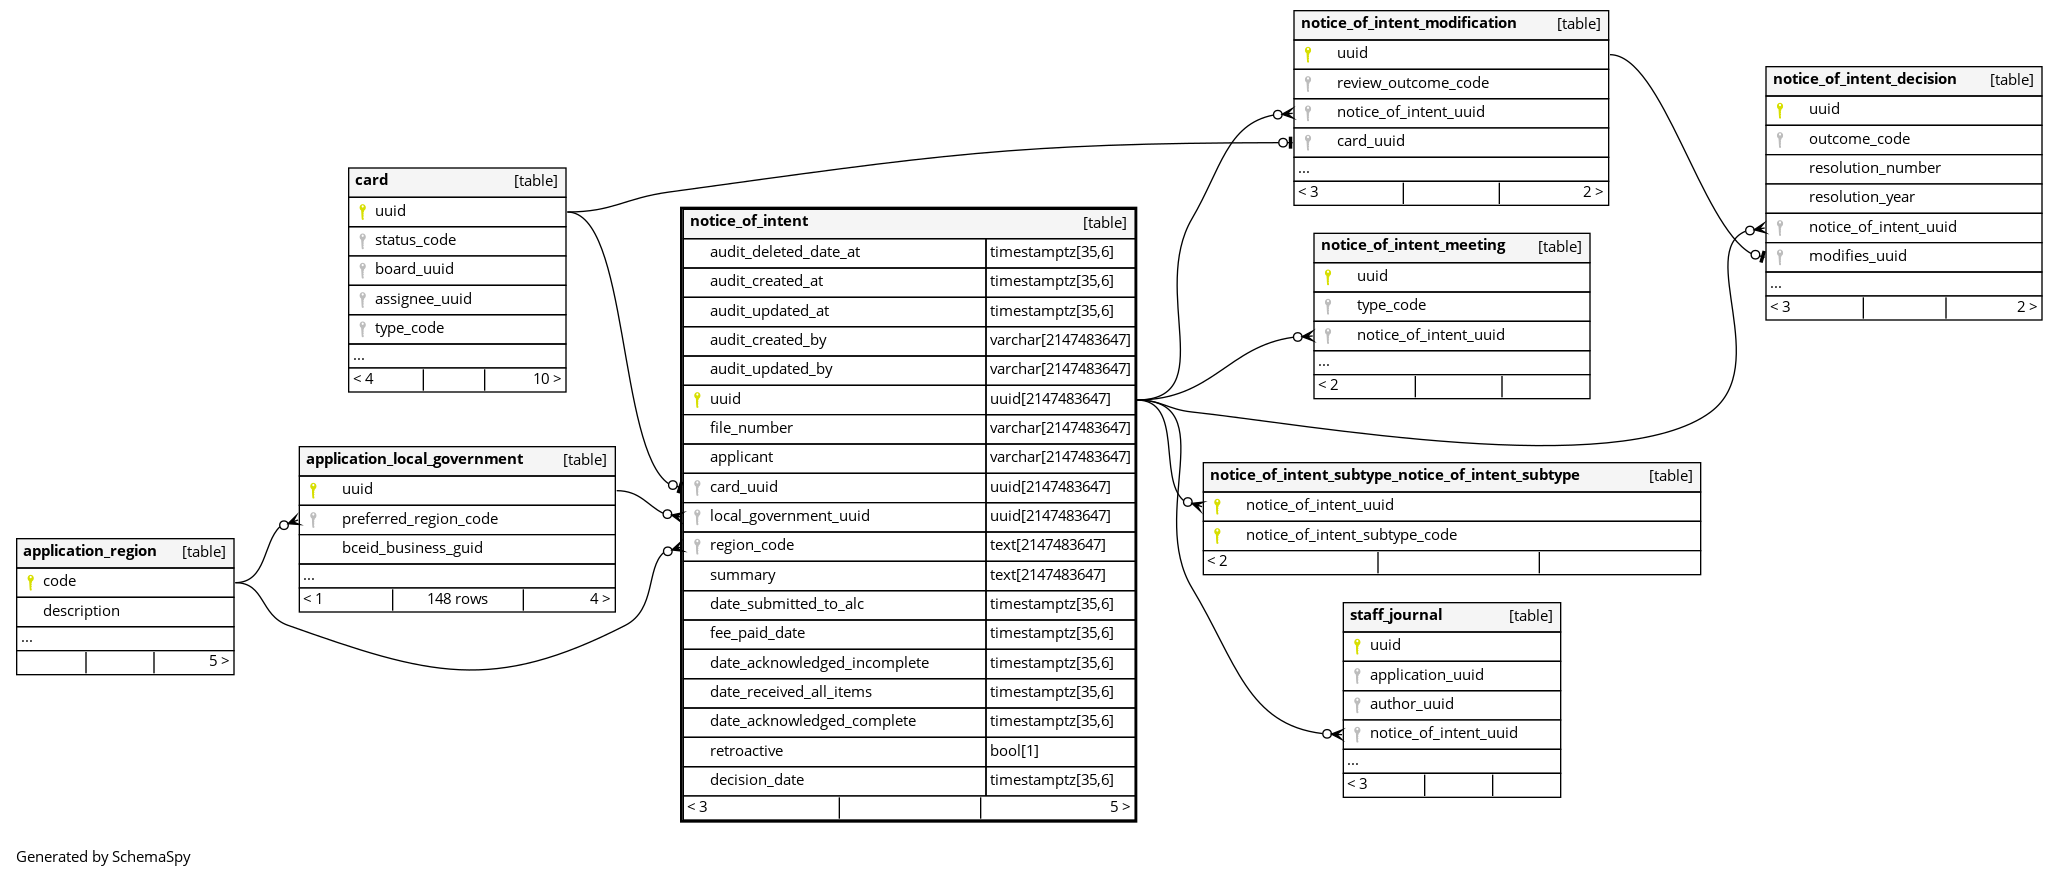 notice_of_intent_modification [table]
uuid
review_outcome_code
notice_of_intent_uuid
card_uuid
...
< 3 2 >
notice_of_intent_decision [table]
uuid
outcome_code
resolution_number
resolution_year
notice_of_intent_uuid
modifies_uuid
...
< 3 2 >
card [table]
uuid
status_code
board_uuid
assignee_uuid
type_code
...
< 4 10 >
notice_of_intent [table]
audit_deleted_date_at timestamptz[35,6]
audit_created_at timestamptz[35,6]
audit_updated_at timestamptz[35,6]
audit_created_by varchar[2147483647]
audit_updated_by varchar[2147483647]
uuid uuid[2147483647]
file_number varchar[2147483647]
applicant varchar[2147483647]
card_uuid uuid[2147483647]
local_government_uuid uuid[2147483647]
region_code text[2147483647]
summary text[2147483647]
date_submitted_to_alc timestamptz[35,6]
fee_paid_date timestamptz[35,6]
date_acknowledged_incomplete timestamptz[35,6]
date_received_all_items timestamptz[35,6]
date_acknowledged_complete timestamptz[35,6]
retroactive bool[1]
decision_date timestamptz[35,6]
< 3 5 >
notice_of_intent_meeting [table]
uuid
type_code
notice_of_intent_uuid
...
< 2
application_local_government [table]
uuid
preferred_region_code
bceid_business_guid
...
< 1 148 rows 4 >
notice_of_intent_subtype_notice_of_intent_subtype [table]
notice_of_intent_uuid
notice_of_intent_subtype_code
< 2
application_region [table]
code
description
...
5 >
staff_journal [table]
uuid
application_uuid
author_uuid
notice_of_intent_uuid
...
< 3
Generated by SchemaSpy